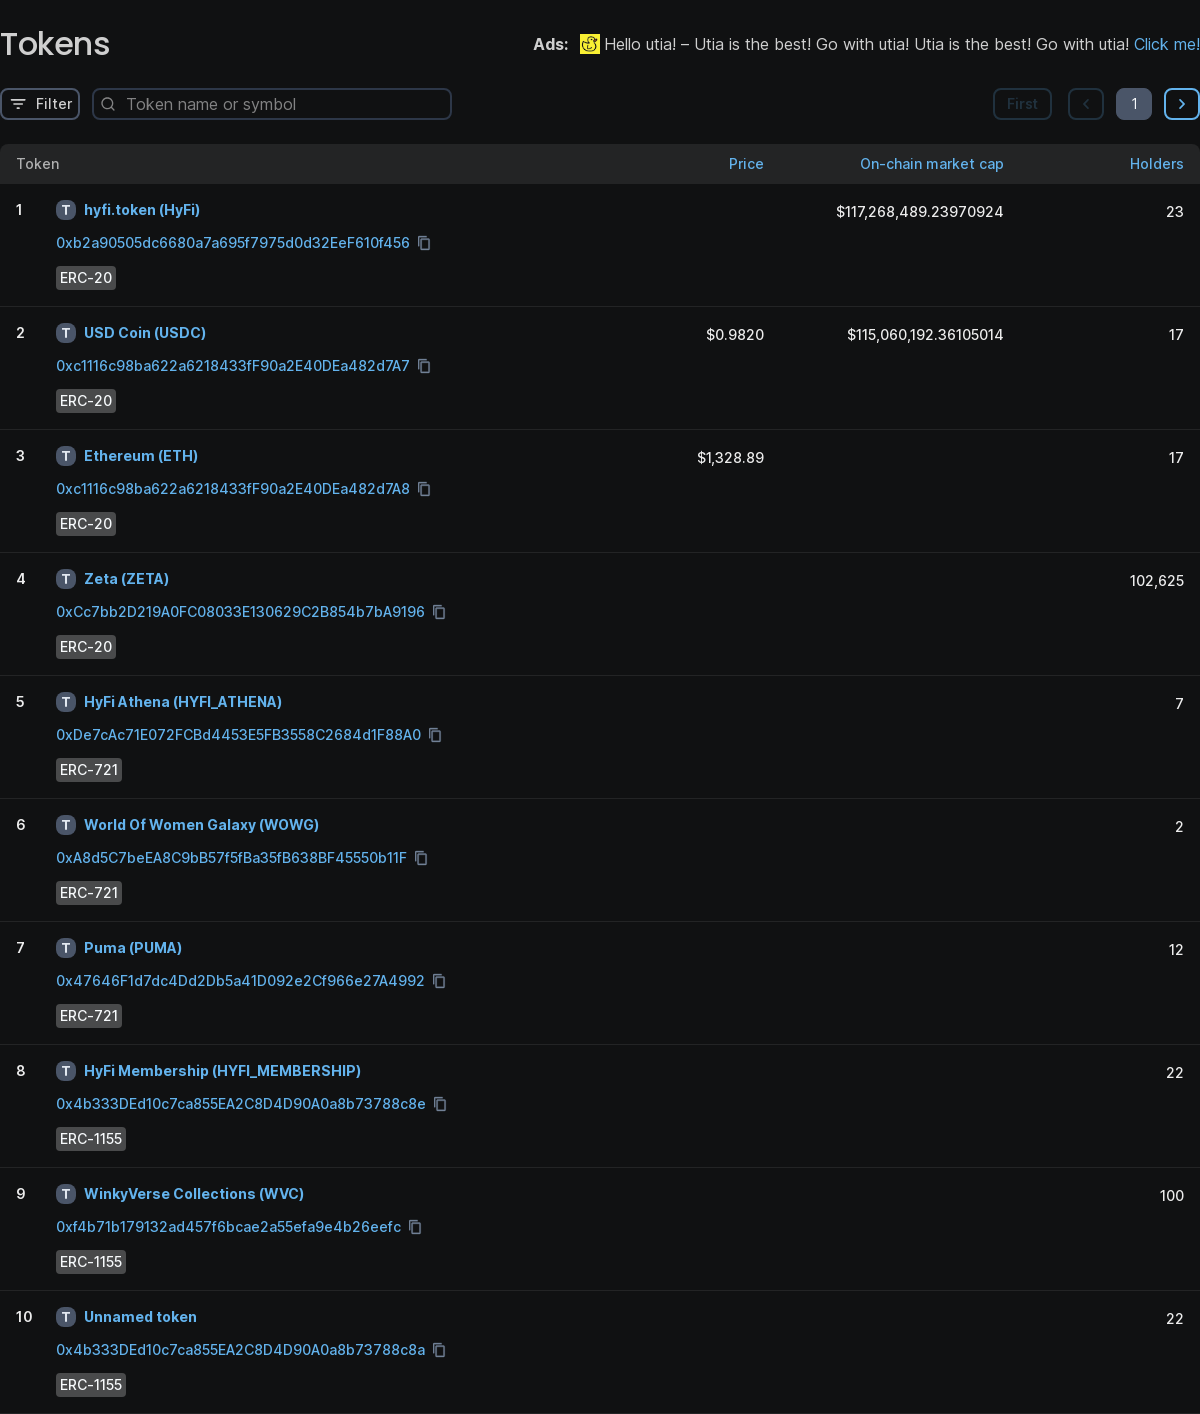 Tokens
Ads: Hello utia! – Utia is the best! Go with utia! Utia is the best! Go with utia! Click me!
Filter
Token name or symbol
First
1
Token Price On-chain market cap Holders
1 T hyfi.token (HyFi) $117,268,489.23970924 23
0xb2a90505dc6680a7a695f7975d0d32EeF610f456
ERC-20
2 T USD Coin (USDC) $0.9820 $115,060,192.36105014 17
0xc1116c98ba622a6218433fF90a2E40DEa482d7A7
ERC-20
3 T Ethereum (ETH) $1,328.89 17
0xc1116c98ba622a6218433fF90a2E40DEa482d7A8
ERC-20
4 T Zeta (ZETA) 102,625
0xCc7bb2D219A0FC08033E130629C2B854b7bA9196
ERC-20
5 T HyFi Athena (HYFI_ATHENA) 7
0xDe7cAc71E072FCBd4453E5FB3558C2684d1F88A0
ERC-721
6 T World Of Women Galaxy (WOWG) 2
0xA8d5C7beEA8C9bB57f5fBa35fB638BF45550b11F
ERC-721
7 T Puma (PUMA) 12
0x47646F1d7dc4Dd2Db5a41D092e2Cf966e27A4992
ERC-721
8 T HyFi Membership (HYFI_MEMBERSHIP) 22
0x4b333DEd10c7ca855EA2C8D4D90A0a8b73788c8e
ERC-1155
9 T WinkyVerse Collections (WVC) 100
0xf4b71b179132ad457f6bcae2a55efa9e4b26eefc
ERC-1155
10 T Unnamed token 22
0x4b333DEd10c7ca855EA2C8D4D90A0a8b73788c8a
ERC-1155